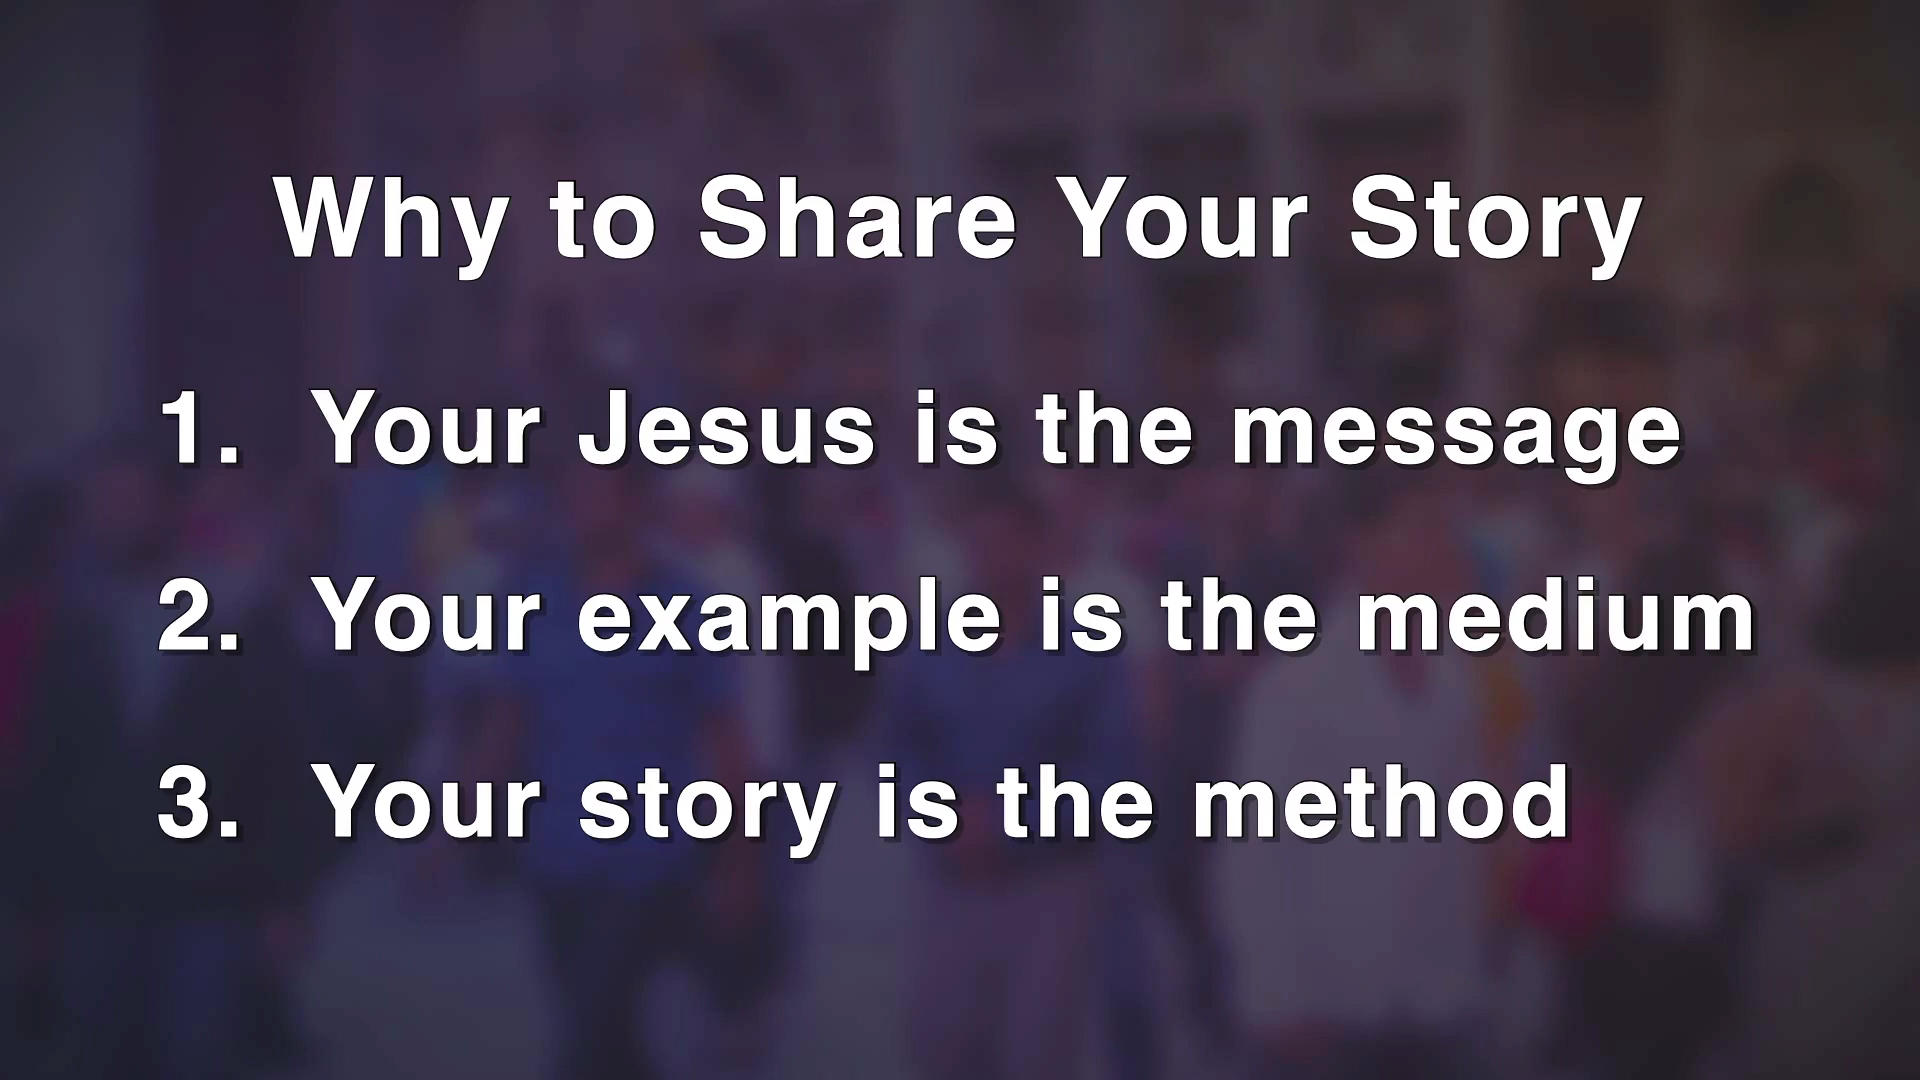 Why to Share Your Story
1. Your Jesus is the message
2. Your example is the medium
3. Your story is the method